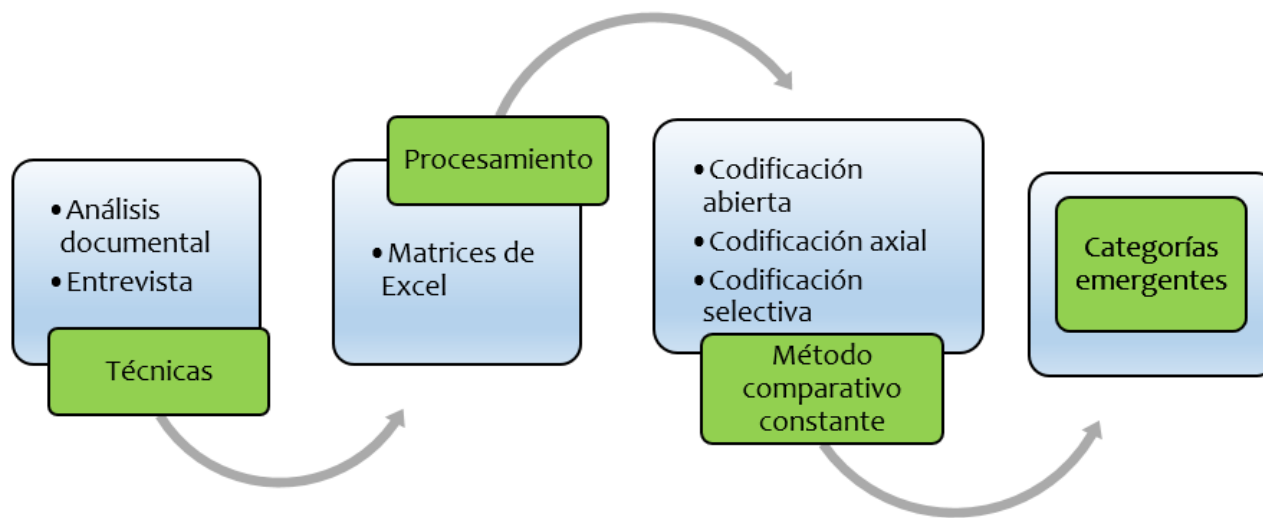 • Análisis
documental
• Entrevista
Técnicas
Procesamiento
• Matrices de
Excel
• Codificación
abierta
• Codificación axial
• Codificación
selectiva
Método
comparativo
constante
Categorías
emergentes